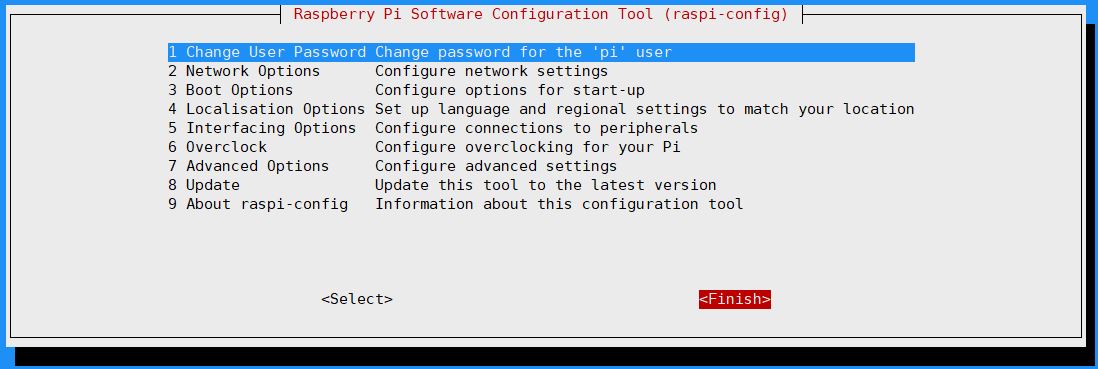 Raspberry Pi Software Configuration Tool (raspi-config)
1 Change User Password Change password for the 'pi' user
2 Network Options Configure network settings
3 Boot Options Configure options for start-up
4 Localisation Options Set up language and regional settings to match your location
5 Interfacing Options Configure connections to peripherals
6 Overclock Configure overclocking for your Pi
7 Advanced Options Configure advanced settings
8 Update Update this tool to the latest version
9 About raspi-config Information about this configuration tool
<Select> <Finish>